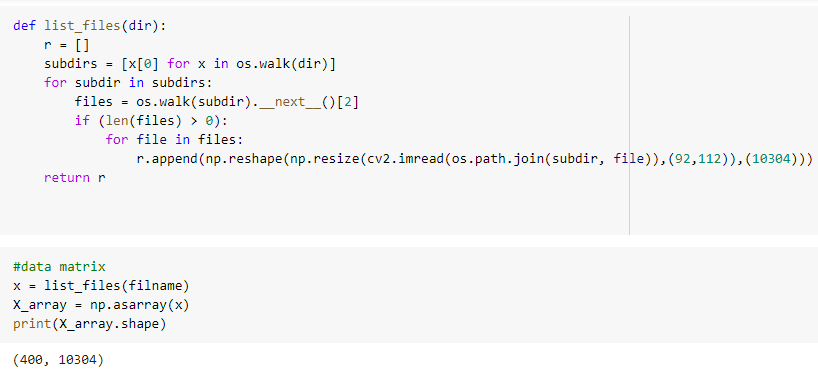 def list_files(dir):
    r = []
    subdirs = [x[0] for x in os.walk(dir)]
    for subdir in subdirs:
        files = os.walk(subdir).__next__()[2]
        if (len(files) > 0):
            for file in files:
                r.append(np.reshape(np.resize(cv2.imread(os.path.join(subdir, file)),(92,112)),(10304)))
    return r
#data matrix
x = list_files(filname)
X_array = np.asarray(x)
print(X_array.shape)
(400, 10304)